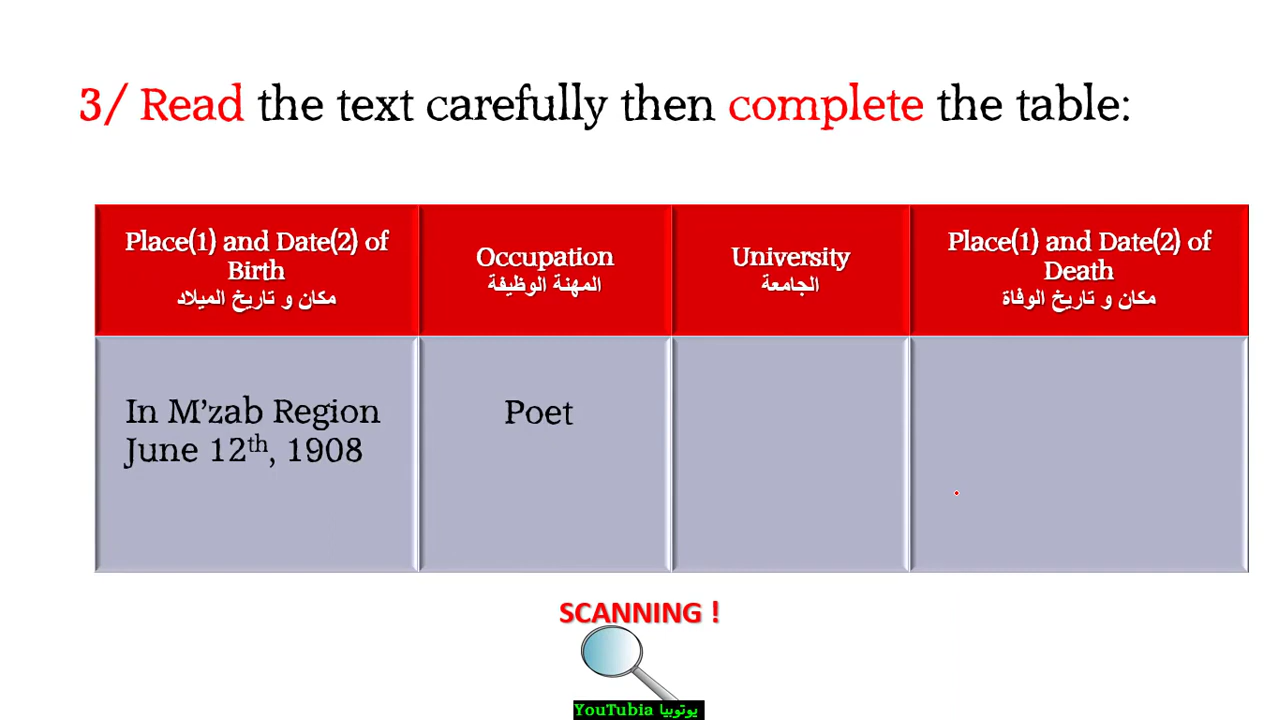 3/ Read the text carefully then complete the table:
Place(1) and Date(2) of
Birth
مكان و تاريخ الميلاد
Occupation
المهنة الوظيفة
University
الجامعة
Place(1) and Date(2) of
Death
مكان و تاريخ الوفاة
In M’zab Region
June 12th, 1908
Poet
SCANNING !
YouTubia يوتوبيا